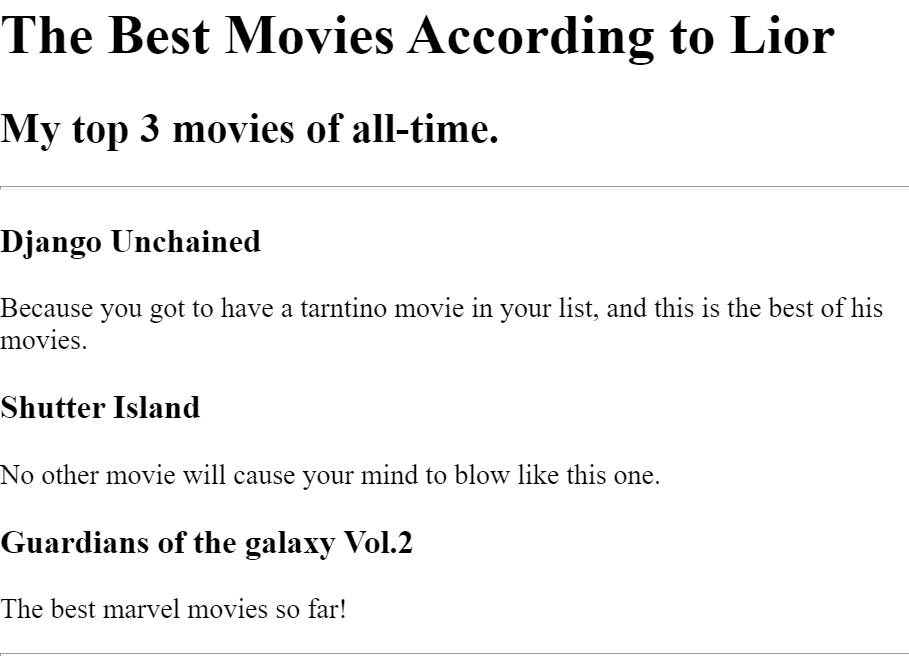 The Best Movies According to Lior
My top 3 movies of all-time.
Django Unchained
Because you got to have a tarntino movie in your list, and this is the best of his
movies.
Shutter Island
No other movie will cause your mind to blow like this one.
Guardians of the galaxy Vol.2
The best marvel movies so far!